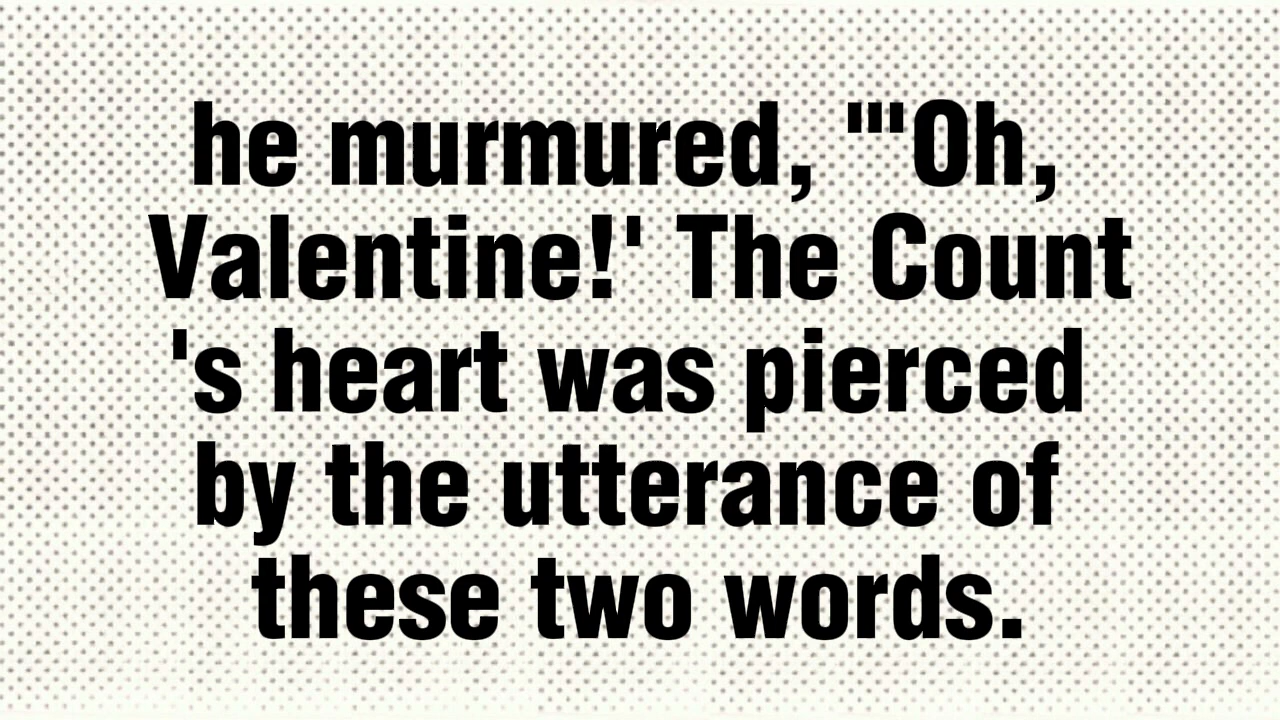 he murmured, "'Oh,
Valentine!' The Count
's heart was pierced
by the utterance of
these two words.